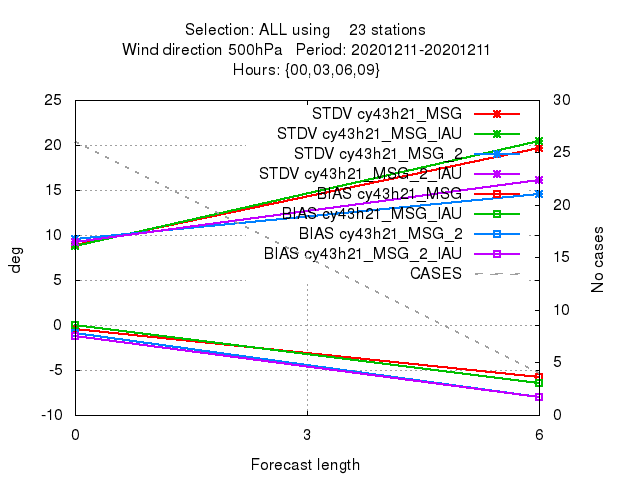 Selection: ALL using 23 stations
Wind direction 500hPa Period: 20201211-20201211
Hours: {00,03,06,09}
25
20
15
10
5
0
-5
-10
deg
STDV cy43h21_MSG
STDV cy43h21_MSG_IAU
STDV cy43h21_MSG_2
STDV cy43h21_MSG_2_IAU
BIAS cy43h21_MSG
BIAS cy43h21_MSG_IAU
BIAS cy43h21_MSG_2
BIAS cy43h21_MSG_2_IAU
CASES
30
25
20
15
10
5
0
No cases
0 3 6
Forecast length